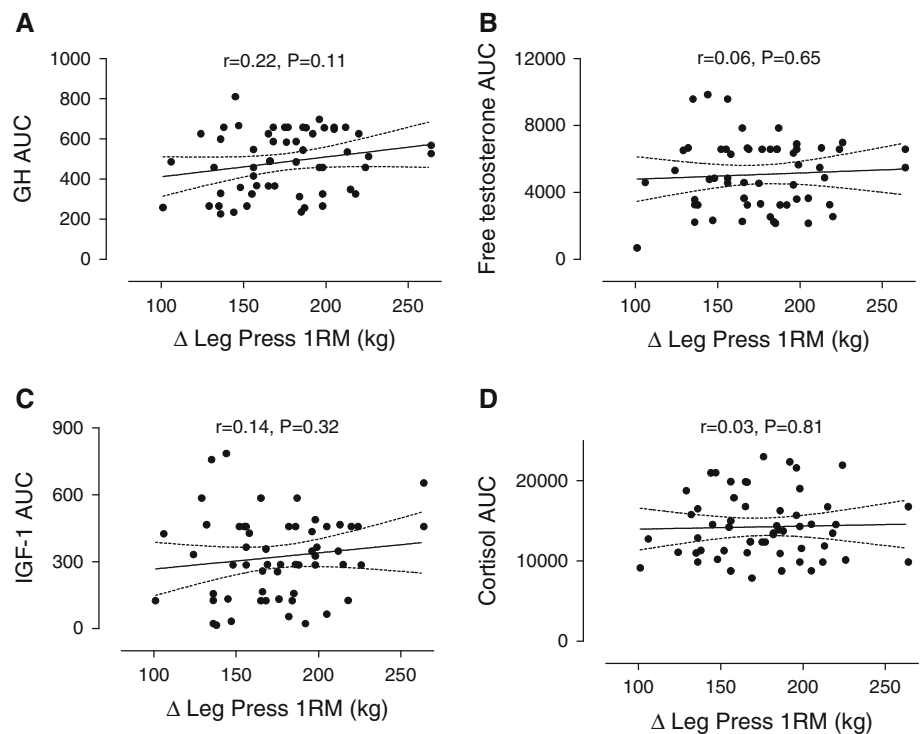 A
r=0.22, P=0.11
GH AUC
1000
800
600
400
200
0
100 150 200 250
Δ Leg Press 1RM (kg)
B
r=0.06, P=0.65
Free testosterone AUC
12000
8000
4000
0
100 150 200 250
Δ Leg Press 1RM (kg)
C
r=0.14, P=0.32
IGF-1 AUC
900
600
300
0
100 150 200 250
Δ Leg Press 1RM (kg)
D
r=0.03, P=0.81
Cortisol AUC
20000
10000
0
100 150 200 250
Δ Leg Press 1RM (kg)